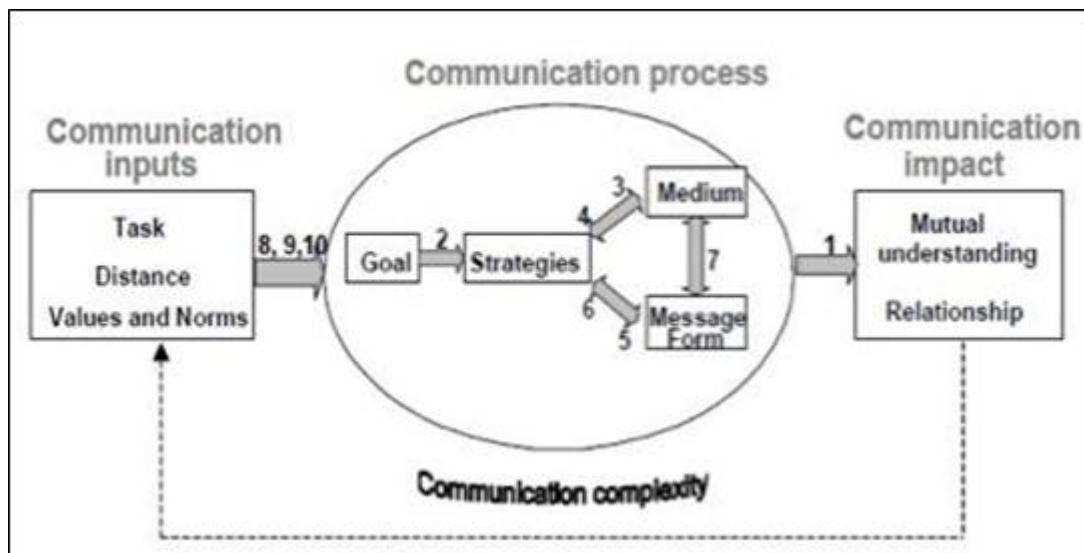 Communication process
Communication
inputs
Communication
impact
Task
Distance
Values and Norms
8, 9,10
Goal
2
Strategies
3
4
Medium
7
6
5
Message
Form
1
Mutual
understanding
Relationship
Communication complexity